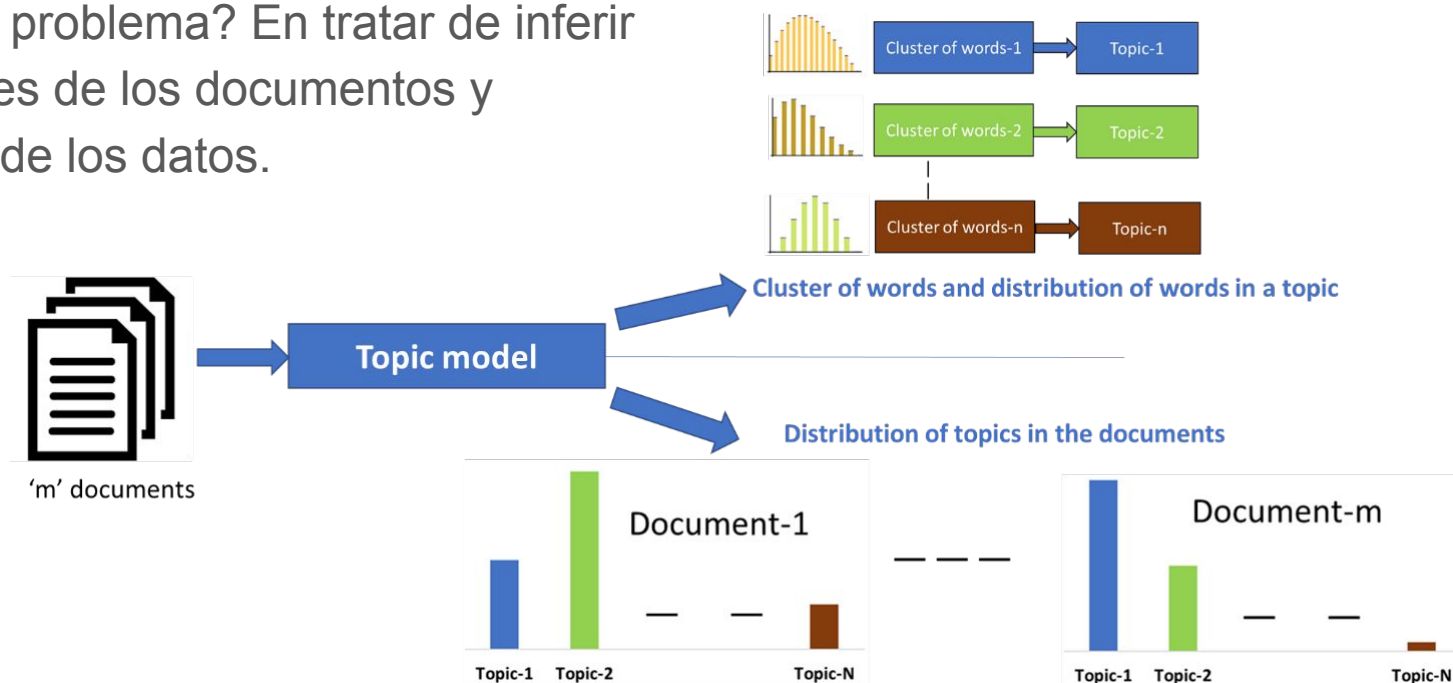 problema? En tratar de inferir
es de los documentos y
de los datos.
Cluster of words-1
Topic-1
Cluster of words-2
Topic-2
Cluster of words-n
Topic-n
Cluster of words and distribution of words in a topic
Topic model
'm' documents
Distribution of topics in the documents
Document-1
Topic-1 Topic-2 Topic-N
Document-m
Topic-1 Topic-2 Topic-N